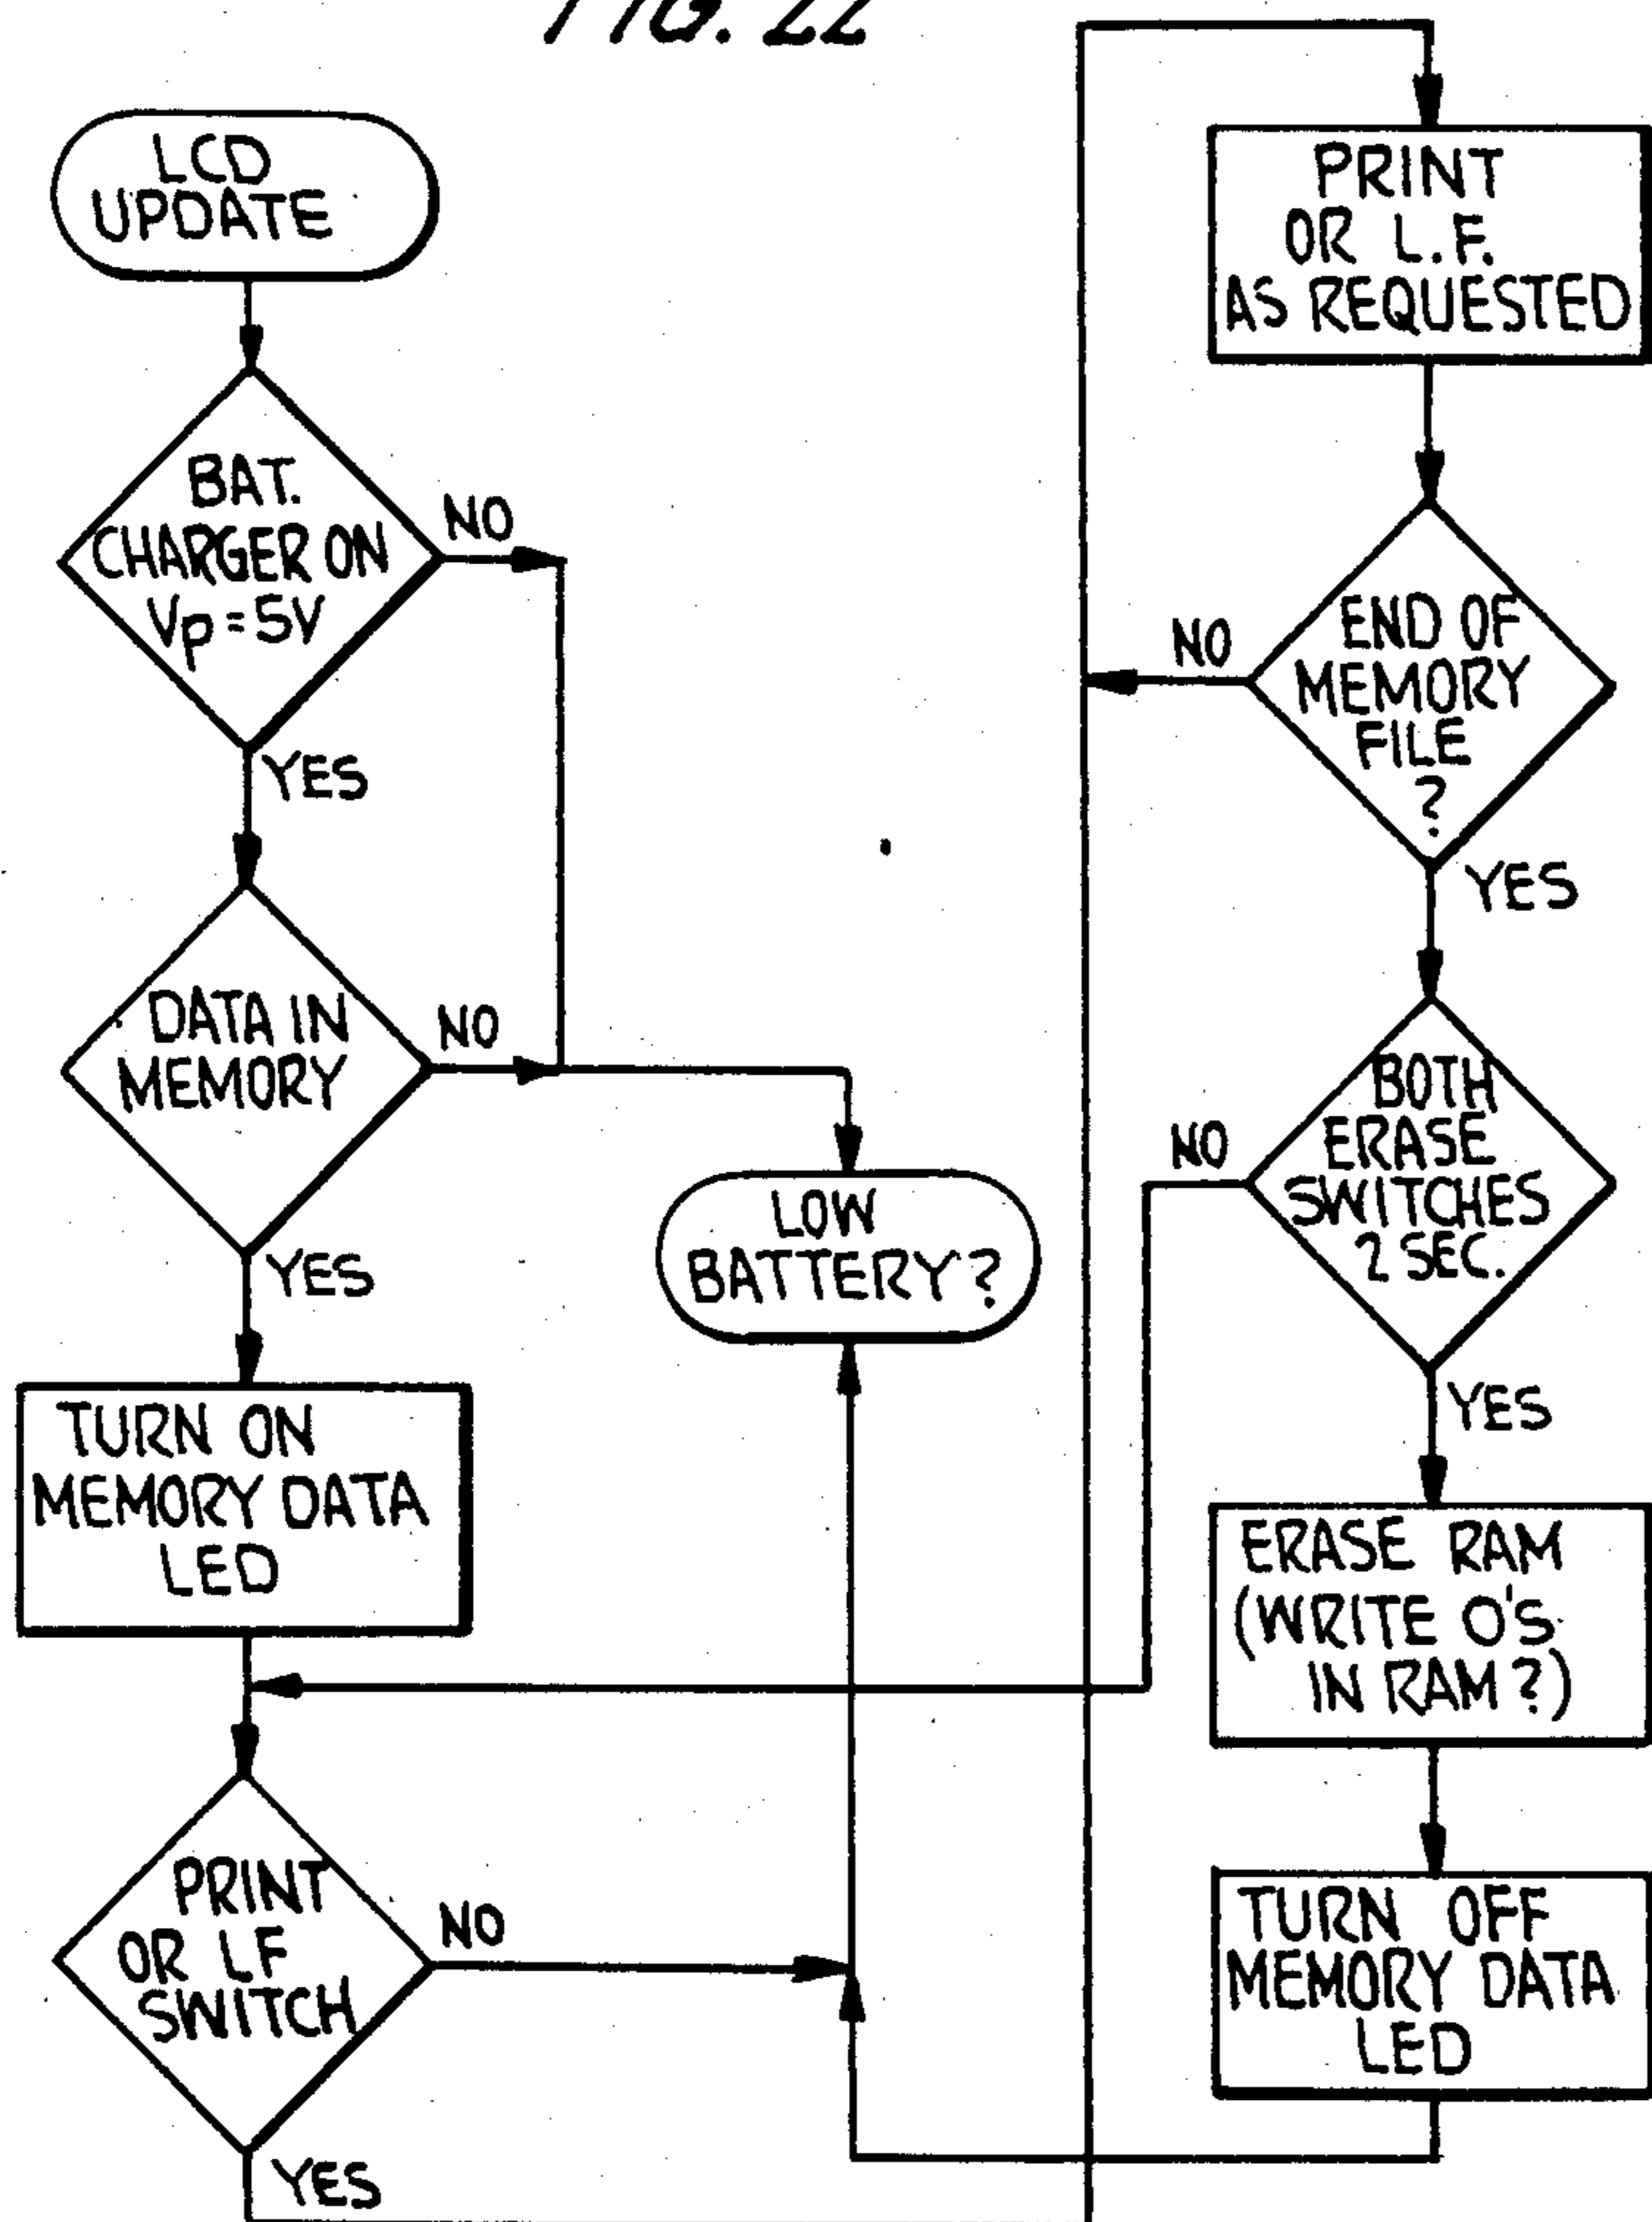 FIG. 22
LCD
UPDATE
BAT.
CHARGER ON
Vp = 5V
NO
YES
DATA IN
MEMORY
NO
YES
TURN ON
MEMORY DATA
LED
PRINT
OR LF
SWITCH
NO
YES
LOW
BATTERY?
PRINT
OR L.F.
AS REQUESTED
END OF
MEMORY
FILE
?
NO
YES
BOTH
ERASE
SWITCHES
2 SEC.
NO
YES
ERASE RAM
(WRITE O'S
IN RAM?)
TURN OFF
MEMORY DATA
LED